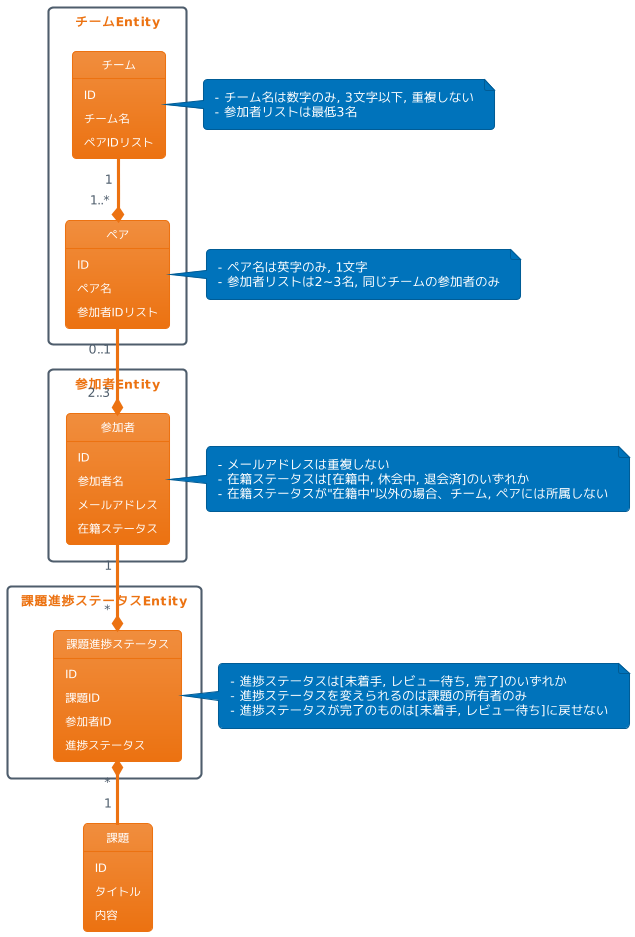 チームEntity
チーム
ID
チーム名
ペアIDリスト
- チーム名は数字のみ, 3文字以下, 重複しない
- 参加者リストは最低3名
1
1..*
ペア
ID
ペア名
参加者IDリスト
- ペア名は英字のみ, 1文字
- 参加者リストは2~3名, 同じチームの参加者のみ
0..1
参加者Entity
2..3
参加者
ID
参加者名
メールアドレス
在籍ステータス
- メールアドレスは重複しない
- 在籍ステータスは[在籍中, 休会中, 退会済]のいずれか
- 在籍ステータスが"在籍中"以外の場合、チーム, ペアには所属しない
1
課題進捗ステータスEntity
*
課題進捗ステータス
ID
課題ID
参加者ID
進捗ステータス
- 進捗ステータスは[未着手, レビュー待ち, 完了]のいずれか
- 進捗ステータスを変えられるのは課題の所有者のみ
- 進捗ステータスが完了のものは[未着手, レビュー待ち]に戻せない
*
1
課題
ID
タイトル
内容